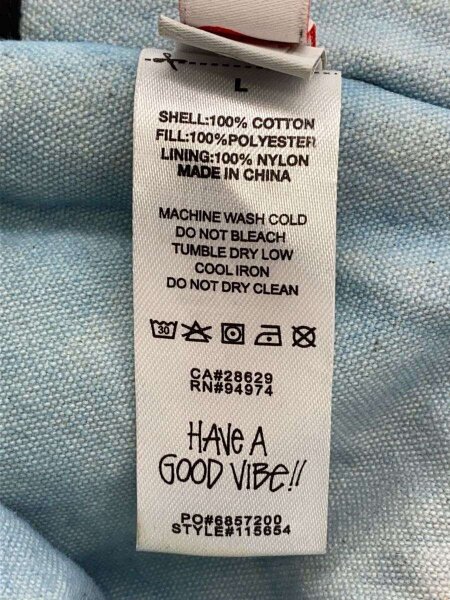 L
SHELL:100% COTTON
FILL:100%POLYESTER
LINING:100% NYLON
MADE IN CHINA
MACHINE WASH COLD
DO NOT BLEACH
TUMBLE DRY LOW
COOL IRON
DO NOT DRY CLEAN
30
CA#28629
RN#94974
HAVE A
GOOD VIBE!!
PO#6857200
STYLE#115654